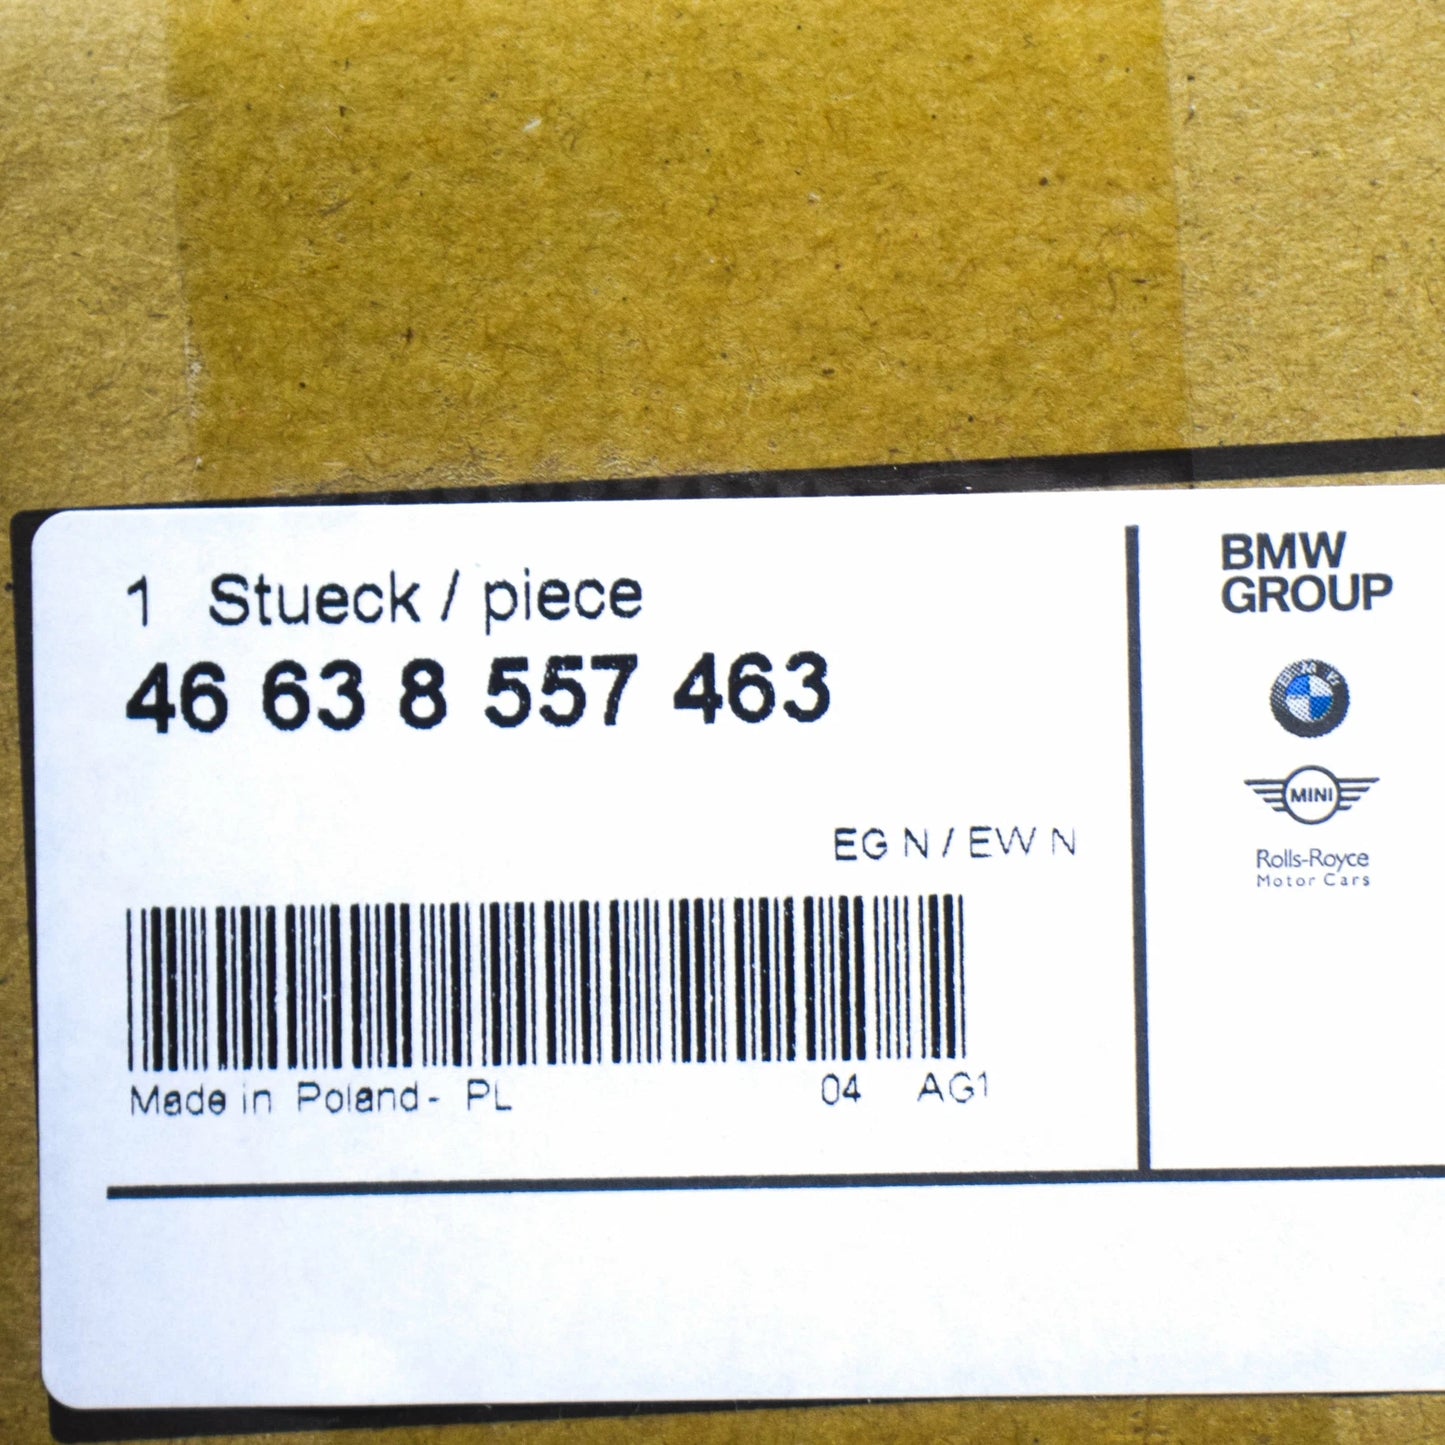 1 Stueck / piece
46 63 8 557 463
EG N / EW N
Made in Poland - PL 04 AG1
BMW
GROUP
MINI
Rolls-Royce
Motor Cars